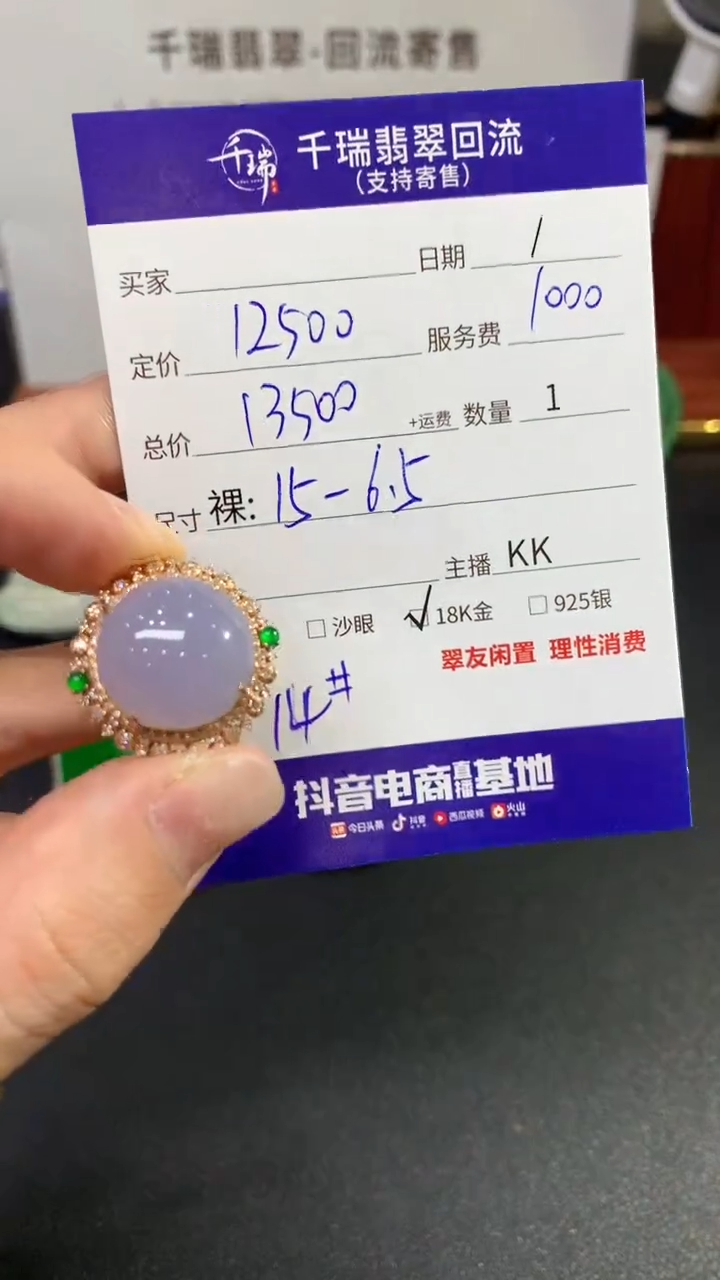 千瑞翡翠·回流寄售
千瑞 千瑞翡翠回流
(支持寄售)
买家 日期 /
定价 12500 服务费 1000
总价 13500 +运费 数量 1
尺寸 裸: 15-6.5
主播 KK
沙眼 √ 18K金 925银
翠友闲置 理性消费
14#
抖音电商直播基地
今日头条 抖音 西瓜视频 火山